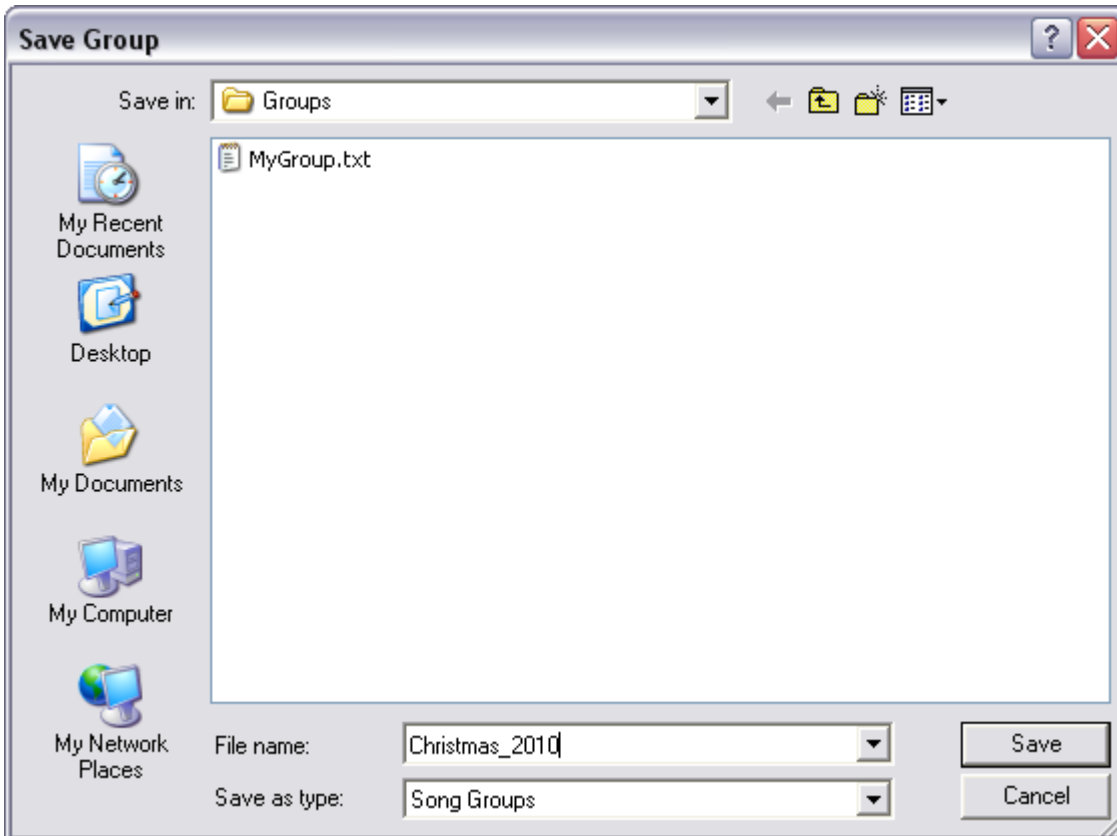 Save Group
Save in: Groups
MyGroup.txt
My Recent
Documents
Desktop
My Documents
My Computer
My Network
Places
File name: Christmas_2010 Save
Save as type: Song Groups Cancel